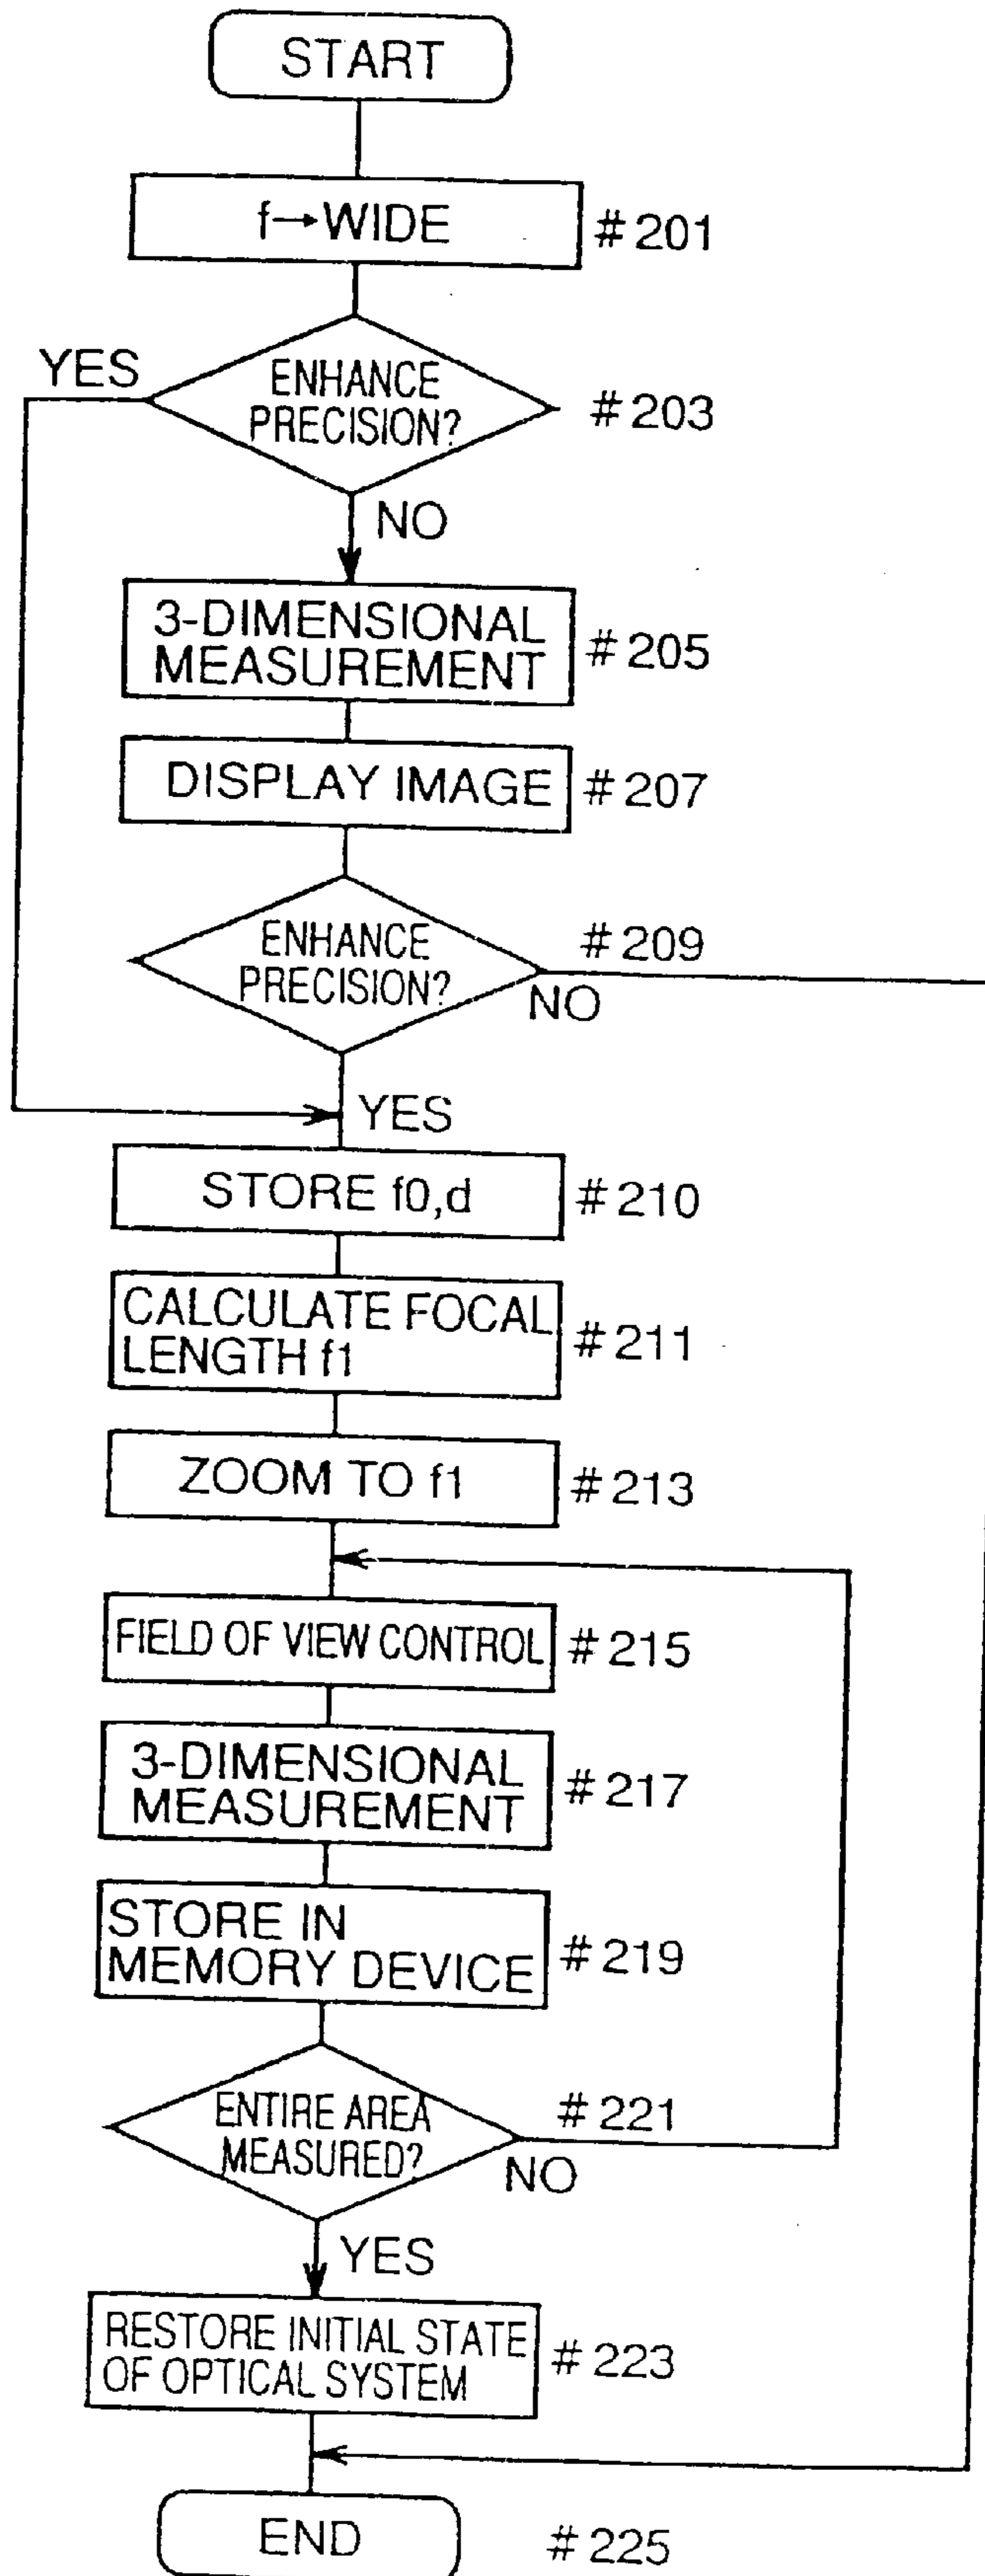 START
f→WIDE
#201
YES
ENHANCE
PRECISION?
#203
NO
3-DIMENSIONAL
MEASUREMENT
#205
DISPLAY IMAGE
#207
ENHANCE
PRECISION?
#209
NO
YES
STORE f0,d
#210
CALCULATE FOCAL
LENGTH f1
#211
ZOOM TO f1
#213
FIELD OF VIEW CONTROL
#215
3-DIMENSIONAL
MEASUREMENT
#217
STORE IN
MEMORY DEVICE
#219
ENTIRE AREA
MEASURED?
#221
NO
YES
RESTORE INITIAL STATE
OF OPTICAL SYSTEM
#223
END
#225